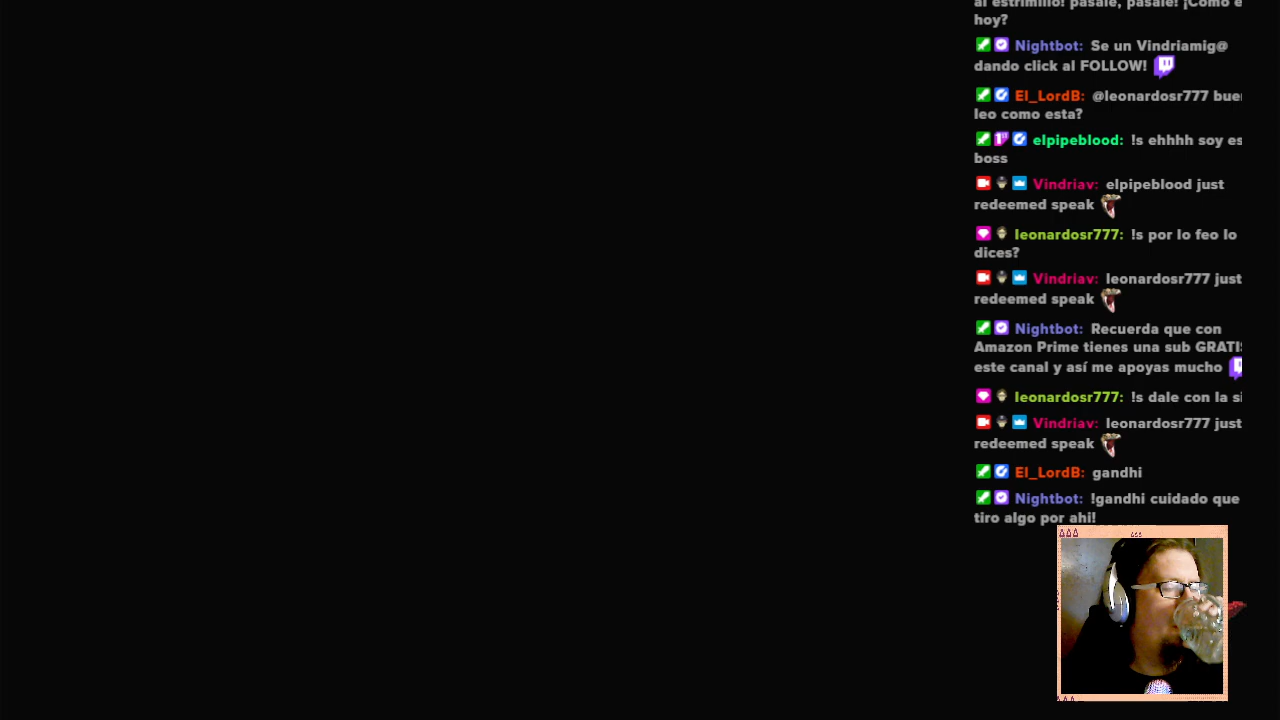 al estrimillo! pasale, pasale! ¡Como e
hoy?
Nightbot: Se un Vindriamig@
dando click al FOLLOW!
El_LordB: @leonardosr777 bue
leo como esta?
elpipeblood: !s ehhhh soy es
boss
Vindriav: elpipeblood just
redeemed speak
leonardosr777: !s por lo feo lo
dices?
Vindriav: leonardosr777 just
redeemed speak
Nightbot: Recuerda que con
Amazon Prime tienes una sub GRATIS
este canal y así me apoyas mucho
leonardosr777: !s dale con la si
Vindriav: leonardosr777 just
redeemed speak
El_LordB: gandhi
Nightbot: !gandhi cuidado que
tiro algo por ahi!